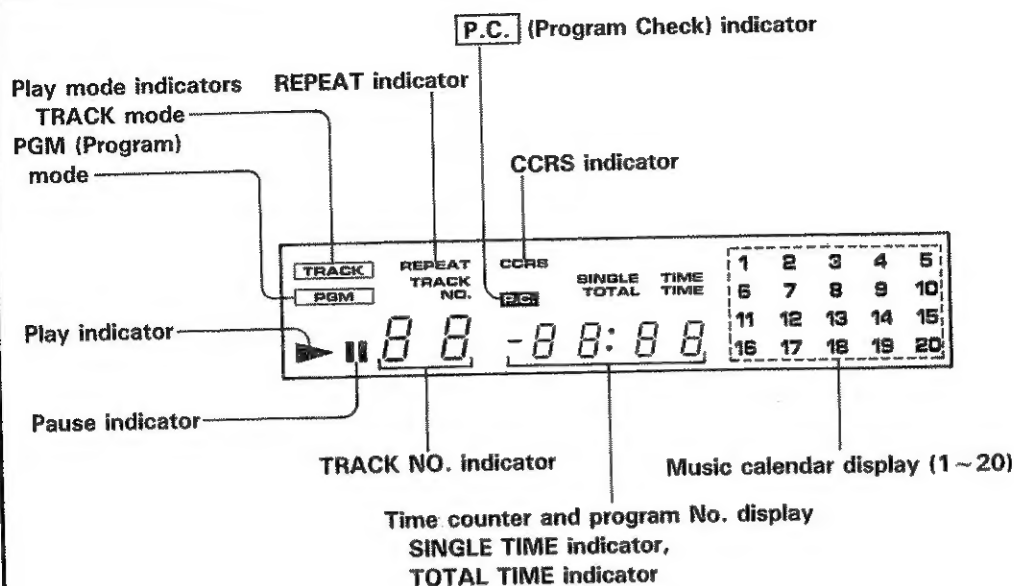 P.C. (Program Check) indicator
Play mode indicators
TRACK mode
PGM (Program)
mode
REPEAT indicator
CCRS indicator
TRACK
PGM
REPEAT
TRACK
NO.
CCRS
P.C.
SINGLE TIME
TOTAL TIME
88
-88:88
1 2 3 4 5
6 7 8 9 10
11 12 13 14 15
16 17 18 19 20
Play indicator
Pause indicator
TRACK NO. indicator
Music calendar display (1~20)
Time counter and program No. display
SINGLE TIME indicator,
TOTAL TIME indicator